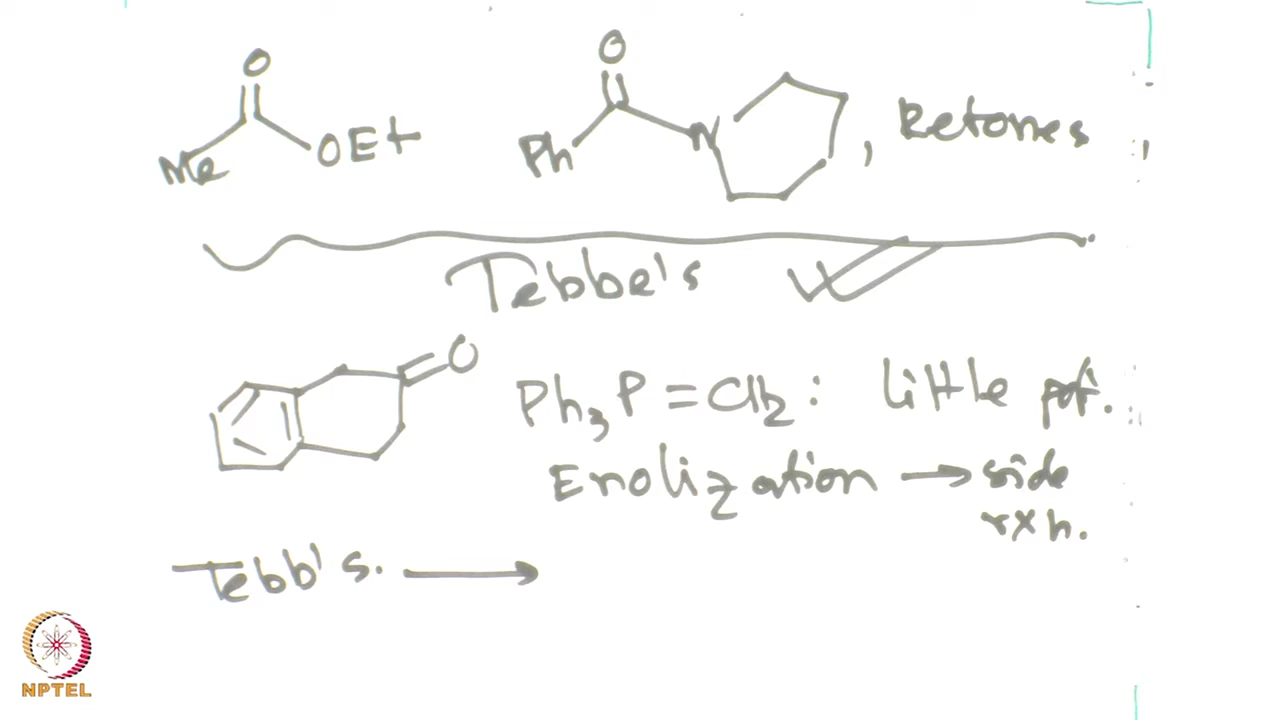 O O
Me OEt Ph N , Ketones,
Tebbe's
O
Ph3P = CH2 : little
Enolization → side
rxn.
Tebb's. →
NPTEL